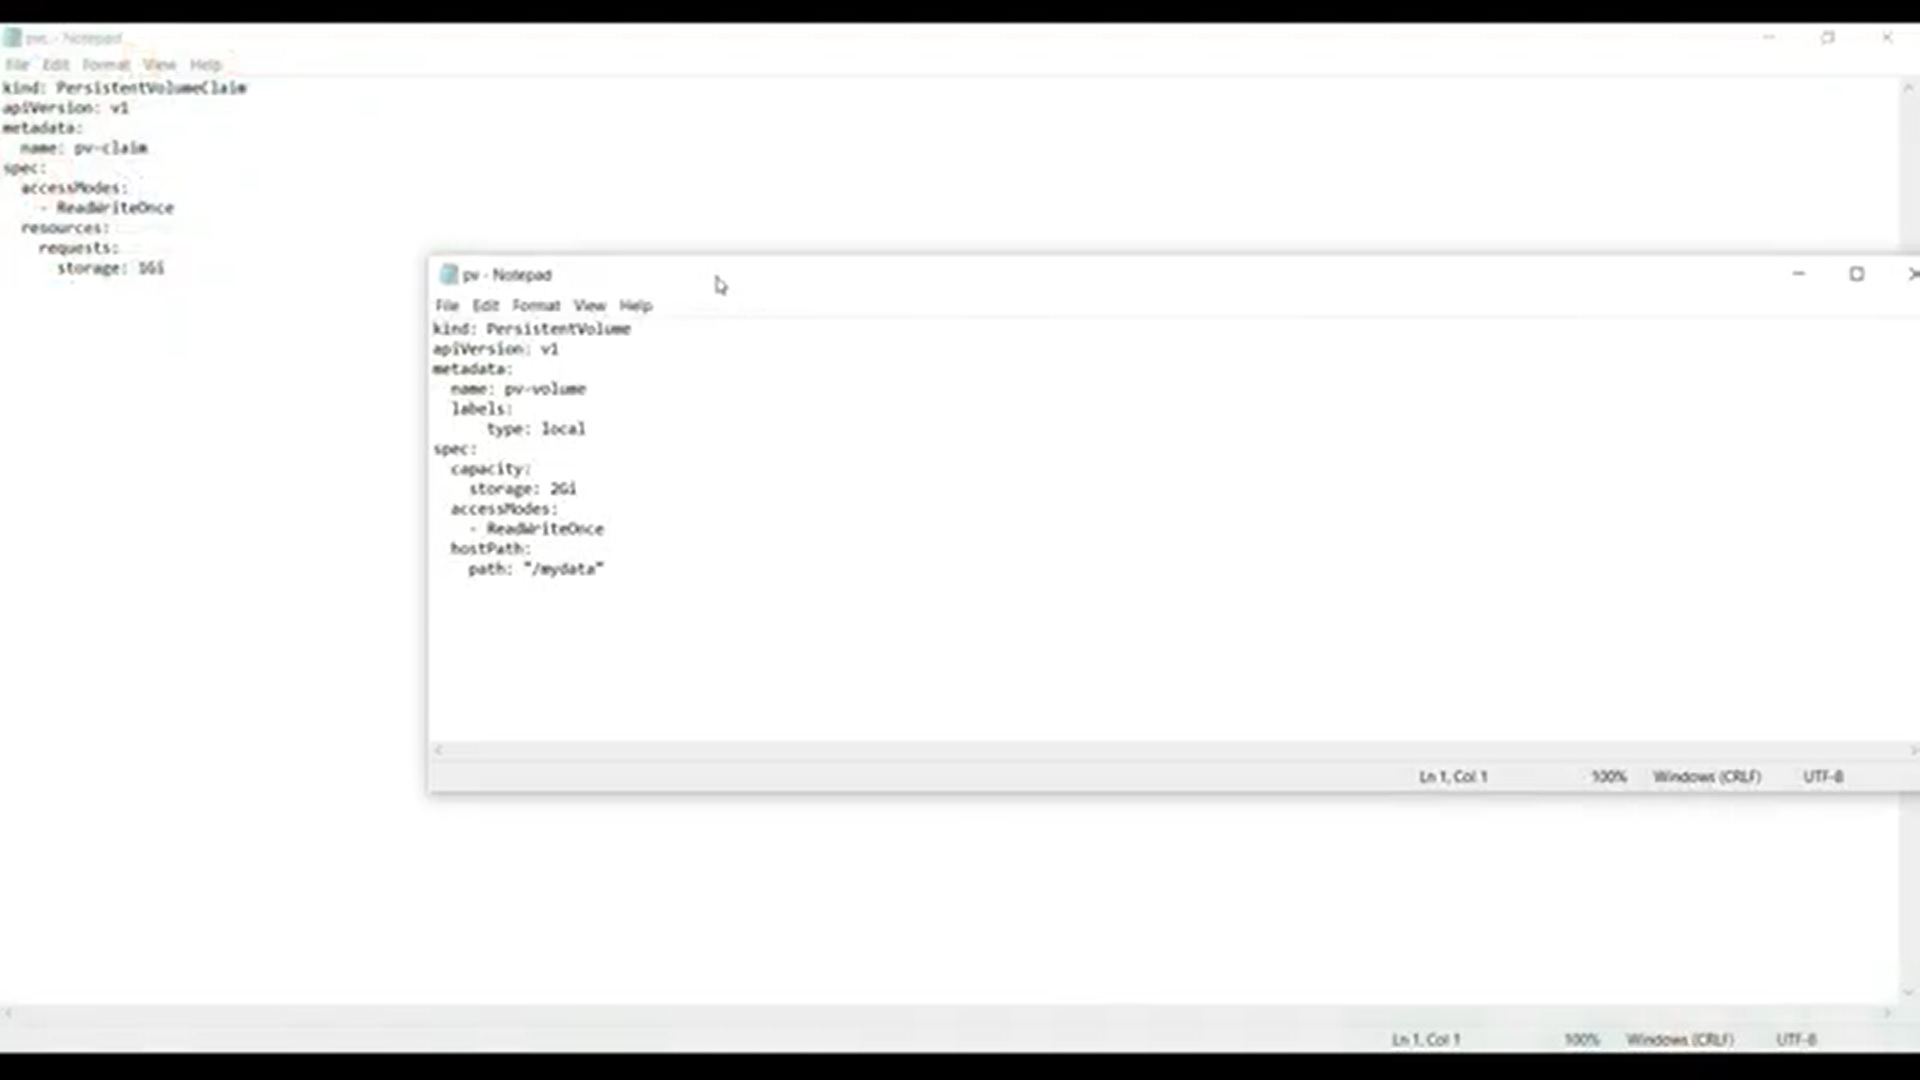 pvc - Notepad
File Edit Format View Help
kind: PersistentVolumeClaim
apiVersion: v1
metadata:
  name: pv-claim
spec:
  accessModes:
    - ReadWriteOnce
  resources:
    requests:
      storage: 1Gi
pv - Notepad
File Edit Format View Help
kind: PersistentVolume
apiVersion: v1
metadata:
  name: pv-volume
  labels:
      type: local
spec:
  capacity:
    storage: 2Gi
  accessModes:
    - ReadWriteOnce
  hostPath:
    path: "/mydata"
Ln 1, Col 1 100% Windows (CRLF) UTF-8
Ln 1, Col 1 100% Windows (CRLF) UTF-8